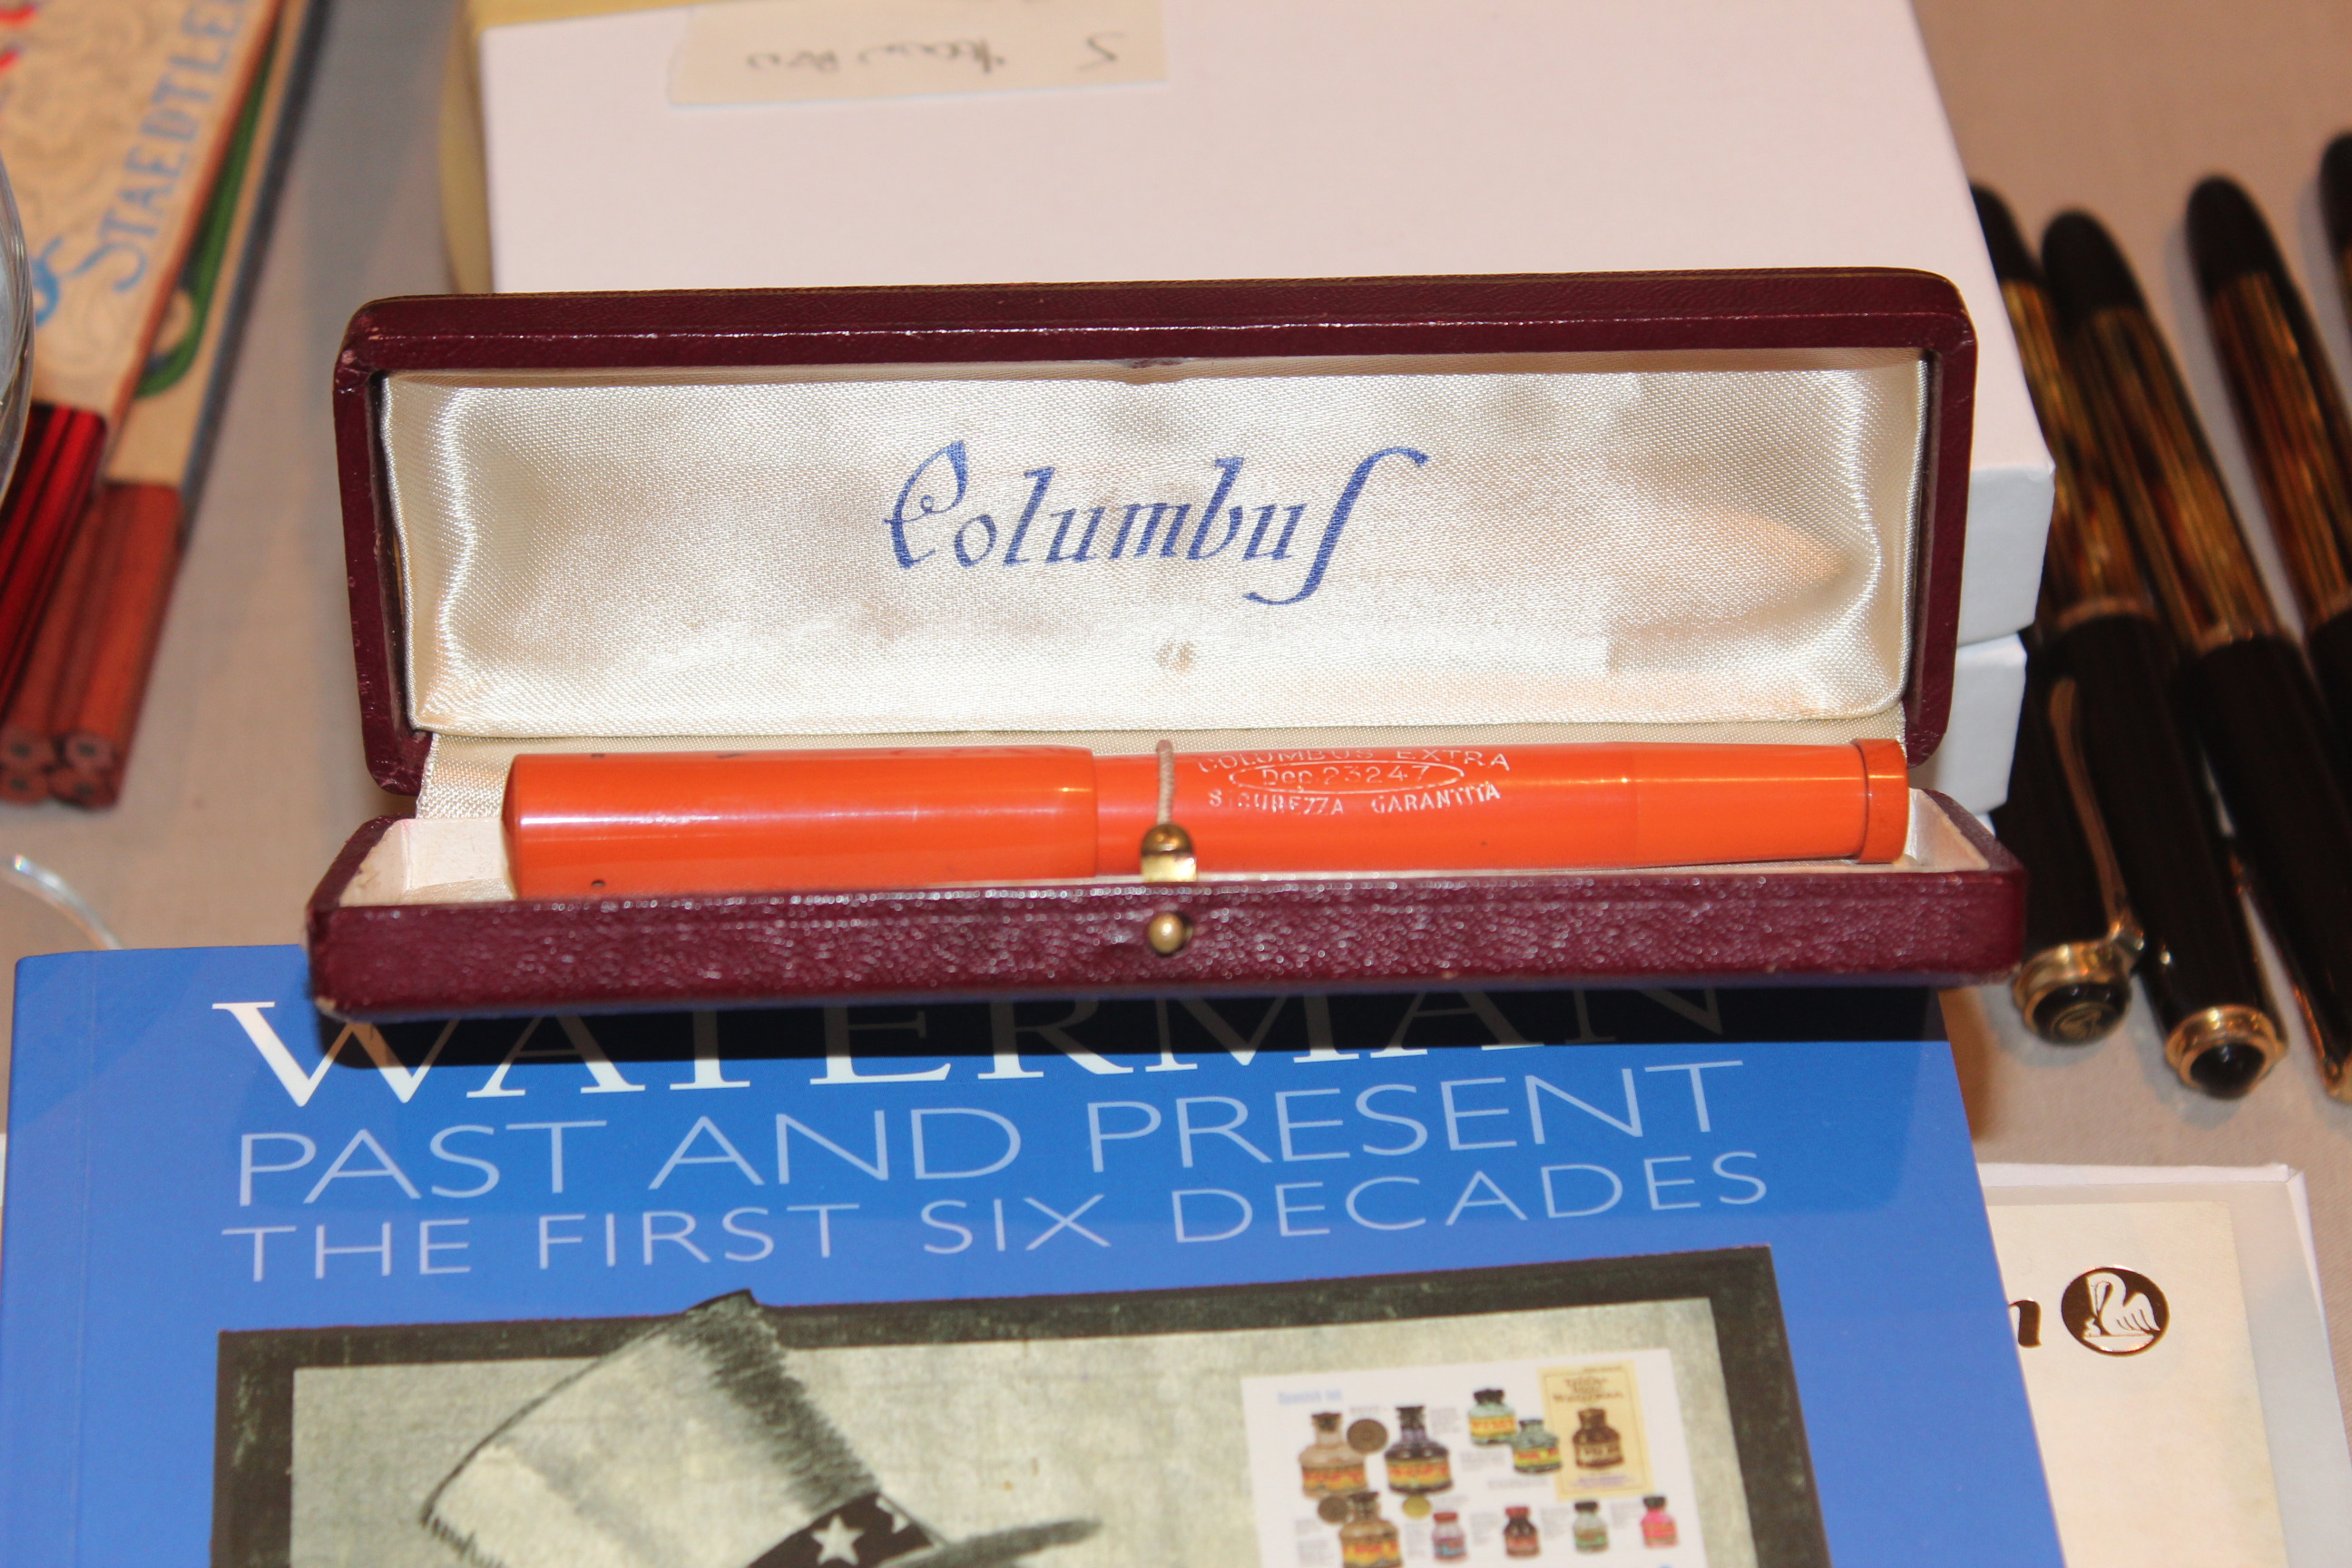 STAEDTLER
Columbus
COLUMBUS EXTRA
Dep. 23247
SICUREZZA GARANTITA
WATERMAN
PAST AND PRESENT
THE FIRST SIX DECADES